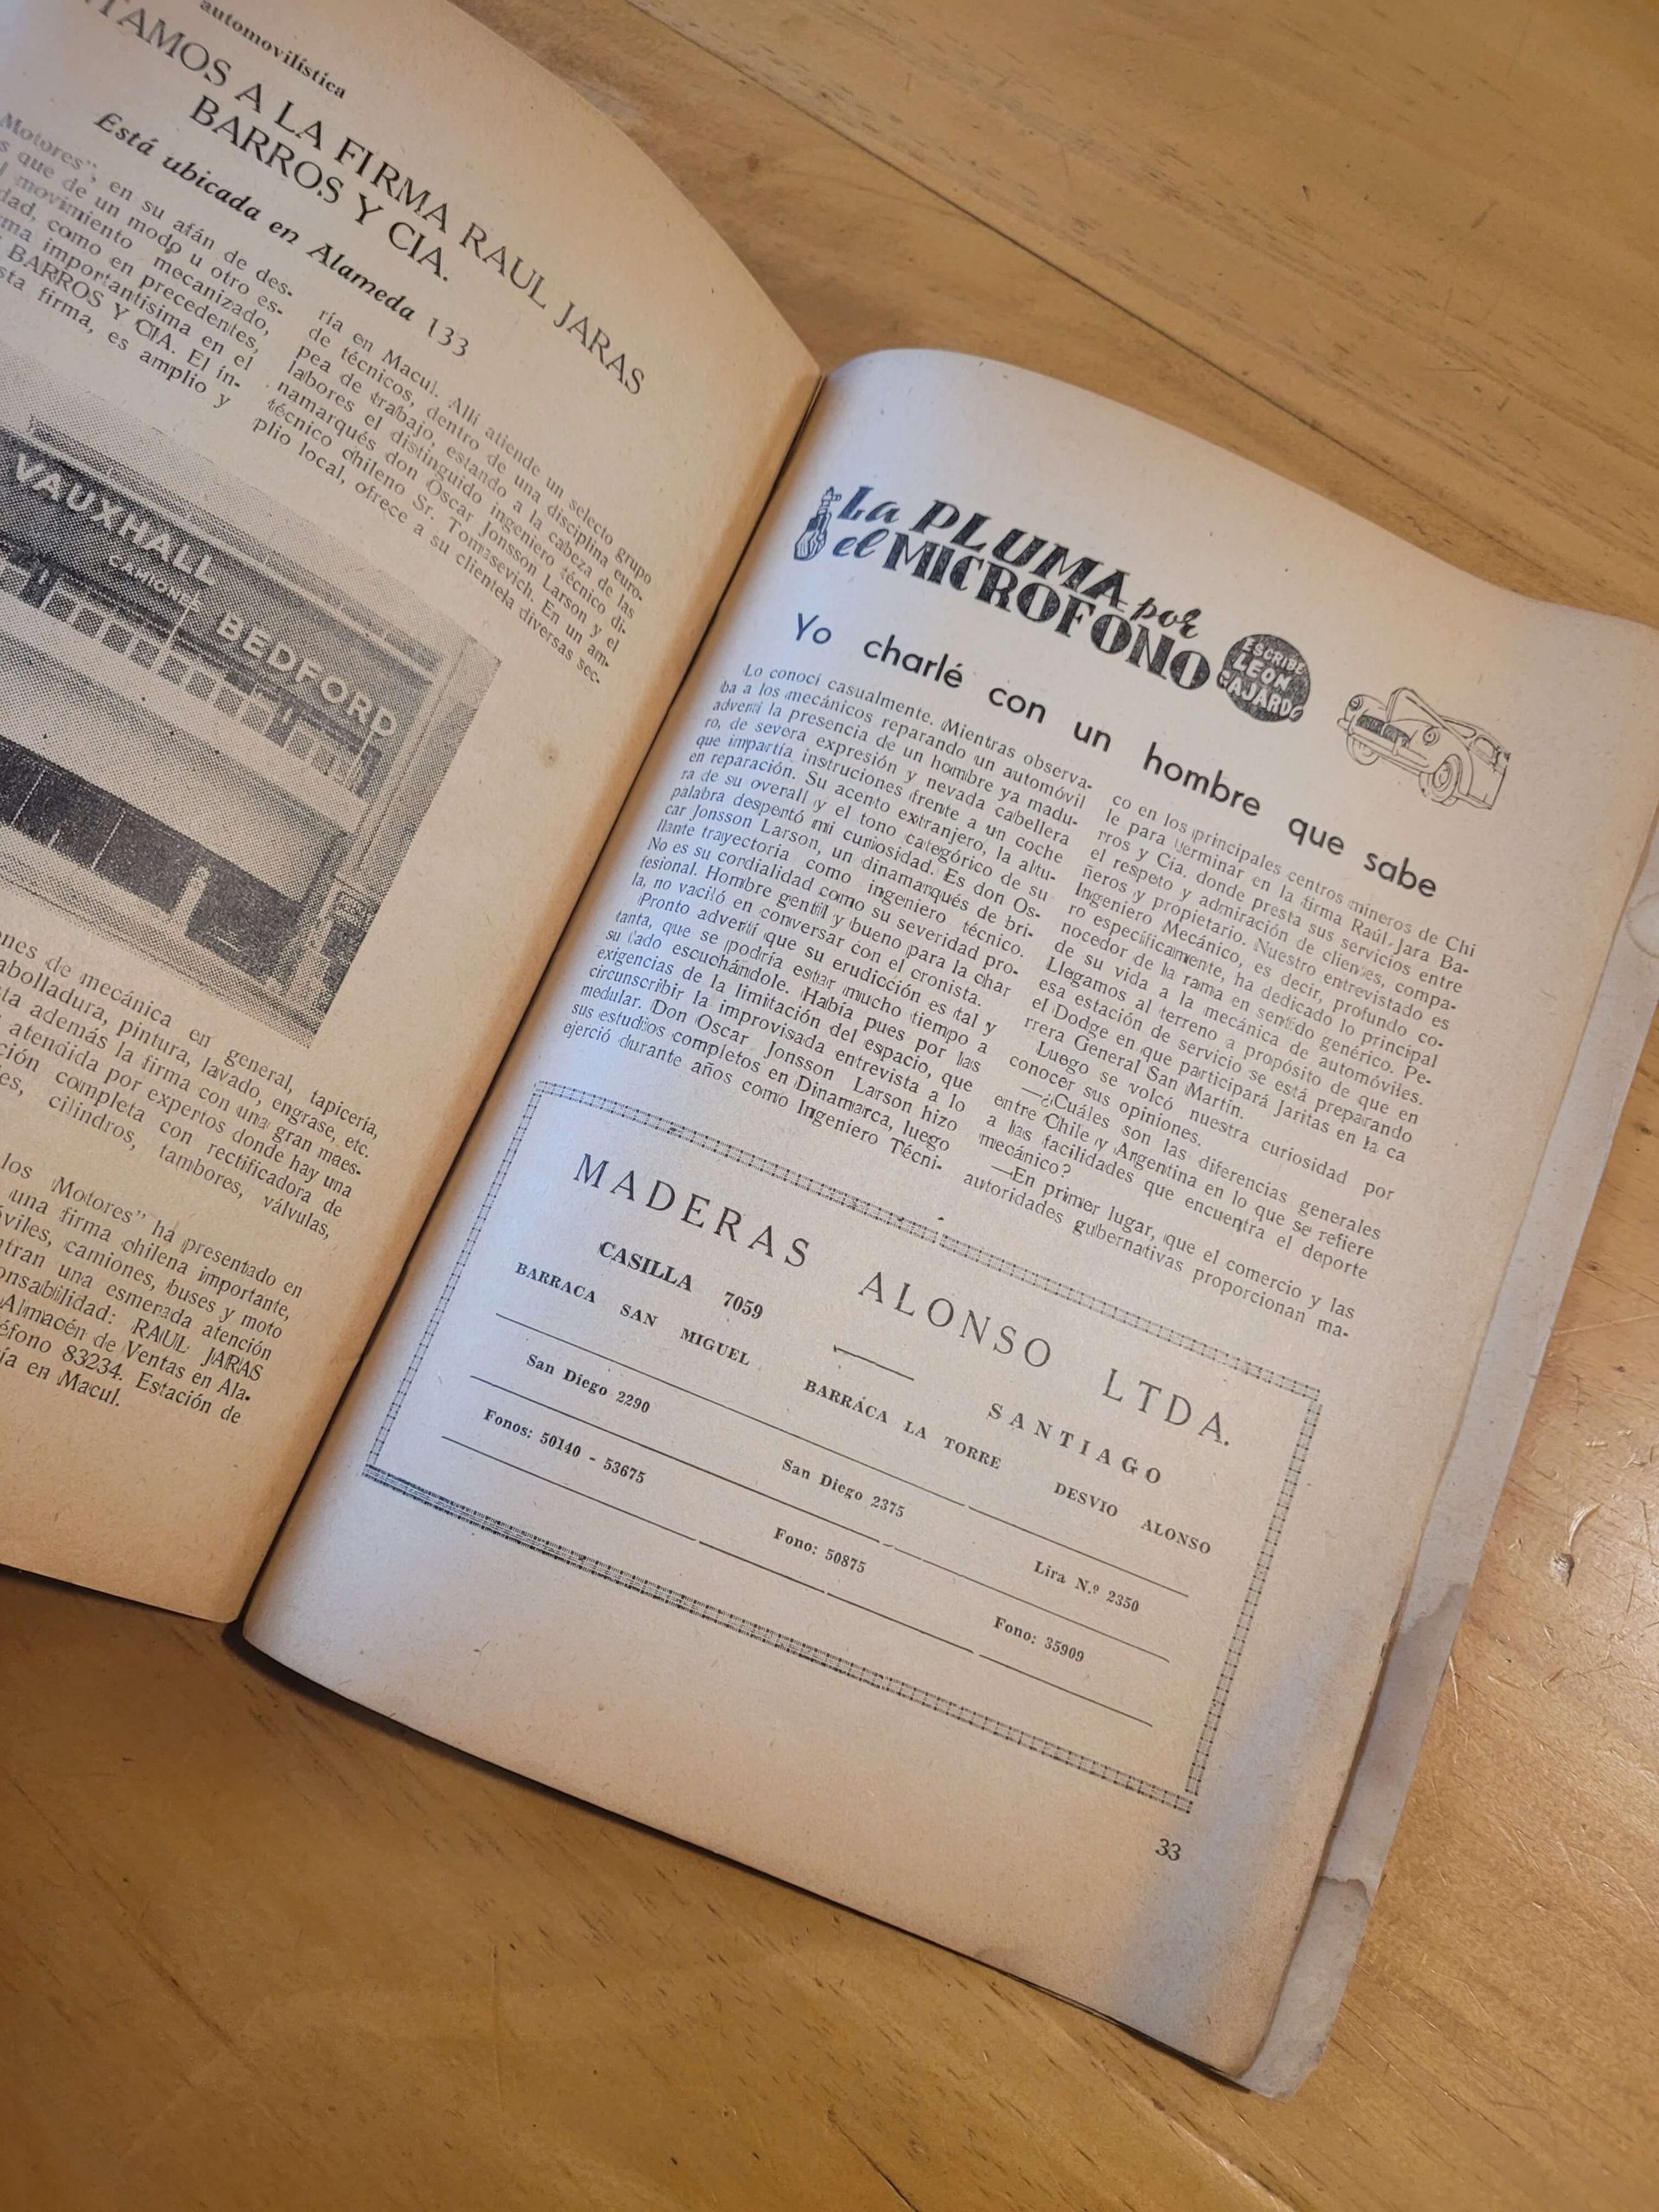 automovilística
TAMOS A LA FIRMA RAUL JARAS
BARROS Y CIA.
Está ubicada en Alameda 133
Motores", en su afán de des-
que de un modo u otro es-
movimiento mecanizado,
dad, como en precedentes,
importantísima en el
BARROS Y CIA. El in-
firma, es amplio y
ría en Macul. Allí atiende un selecto grupo
de técnicos, dentro de una disciplina euro-
pea de trabajo, estando a la cabeza de las
labores el distinguido ingeniero técnico di-
namarqués don Oscar Jonsson Larson y el
técnico chileno Sr. Tomasevich. En un am-
plio local, ofrece a su clientela diversas sec-
VAUXHALL
CAMIONES
BEDFORD
de mecánica en general, tapicería,
abolladura, pintura, lavado, engrase, etc.
además la firma con una gran maes-
atendida por expertos donde hay una
completa con rectificadora de
cilindros, tambores, válvulas,
los Motores" ha presentado en
una firma chilena importante,
camiones, buses y moto
una esmerada atención
RAUL JARAS
Almacén de Ventas en Ala-
83234. Estación de
en Macul.
La PLUMA por
el MICROFONO
ESCRIBE
LEON
PAJARDO
Yo charlé con un hombre que sabe
Lo conocí casualmente. Mientras observa-
ba a los mecánicos reparando un automóvil
advertí la presencia de un hombre ya madu-
ro, de severa expresión y nevada cabellera
que impartía instruciones frente a un coche
en reparación. Su acento extranjero, la altu-
ra de su overall y el tono categórico de su
palabra despentó mi curiosidad. Es don Os-
car Jonsson Larson, un dinamarqués de bri-
llante trayectoria como ingeniero técnico.
No es su cordialidad como su severidad pro-
fesional. Hombre gentil y bueno para la char
la, no vaciló en conversar con el cronista.
Pronto advertí que su erudicción es tal y
tanta, que se podría estar mucho tiempo a
su lado escuchándole. Había pues por las
exigencias de la limitación del espacio, que
circunscribir la improvisada entrevista a lo
medular. Don Oscar Jonsson Larson hizo
sus estudios completos en Dinamarca, luego
ejerció durante años como Ingeniero Técni-
co en los principales centros mineros de Chi
le para terminar en la firma Raúl Jara Ba-
rros y Cia. donde presta sus servicios entre
el respeto y admiración de clientes, compa-
ñeros y propietario. Nuestro entrevistado es
Ingeniero Mecánico, es decir, profundo co-
nocedor de la rama en sentido genérico. Pe-
ro específicamente, ha dedicado lo principal
de su vida a la mecánica de automóviles.
Llegamos al terreno a propósito de que en
esa estación de servicio se está preparando
el Dodge en que participará Jaritas en la ca
rrera General San Martín.
Luego se volcó nuestra curiosidad por
conocer sus opiniones.
—¿Cuáles son las diferencias generales
entre Chile y Argentina en lo que se refiere
a las facilidades que encuentra el deporte
mecánico?
—En primer lugar, que el comercio y las
autoridades gubernativas proporcionan ma-
MADERAS ALONSO LTDA.
CASILLA 7059 — SANTIAGO
BARRACA SAN MIGUEL BARRÁCA LA TORRE DESVIO ALONSO
San Diego 2290 San Diego 2375 Lira N.º 2350
Fonos: 50140 - 53675 Fono: 50875 Fono: 35909
33